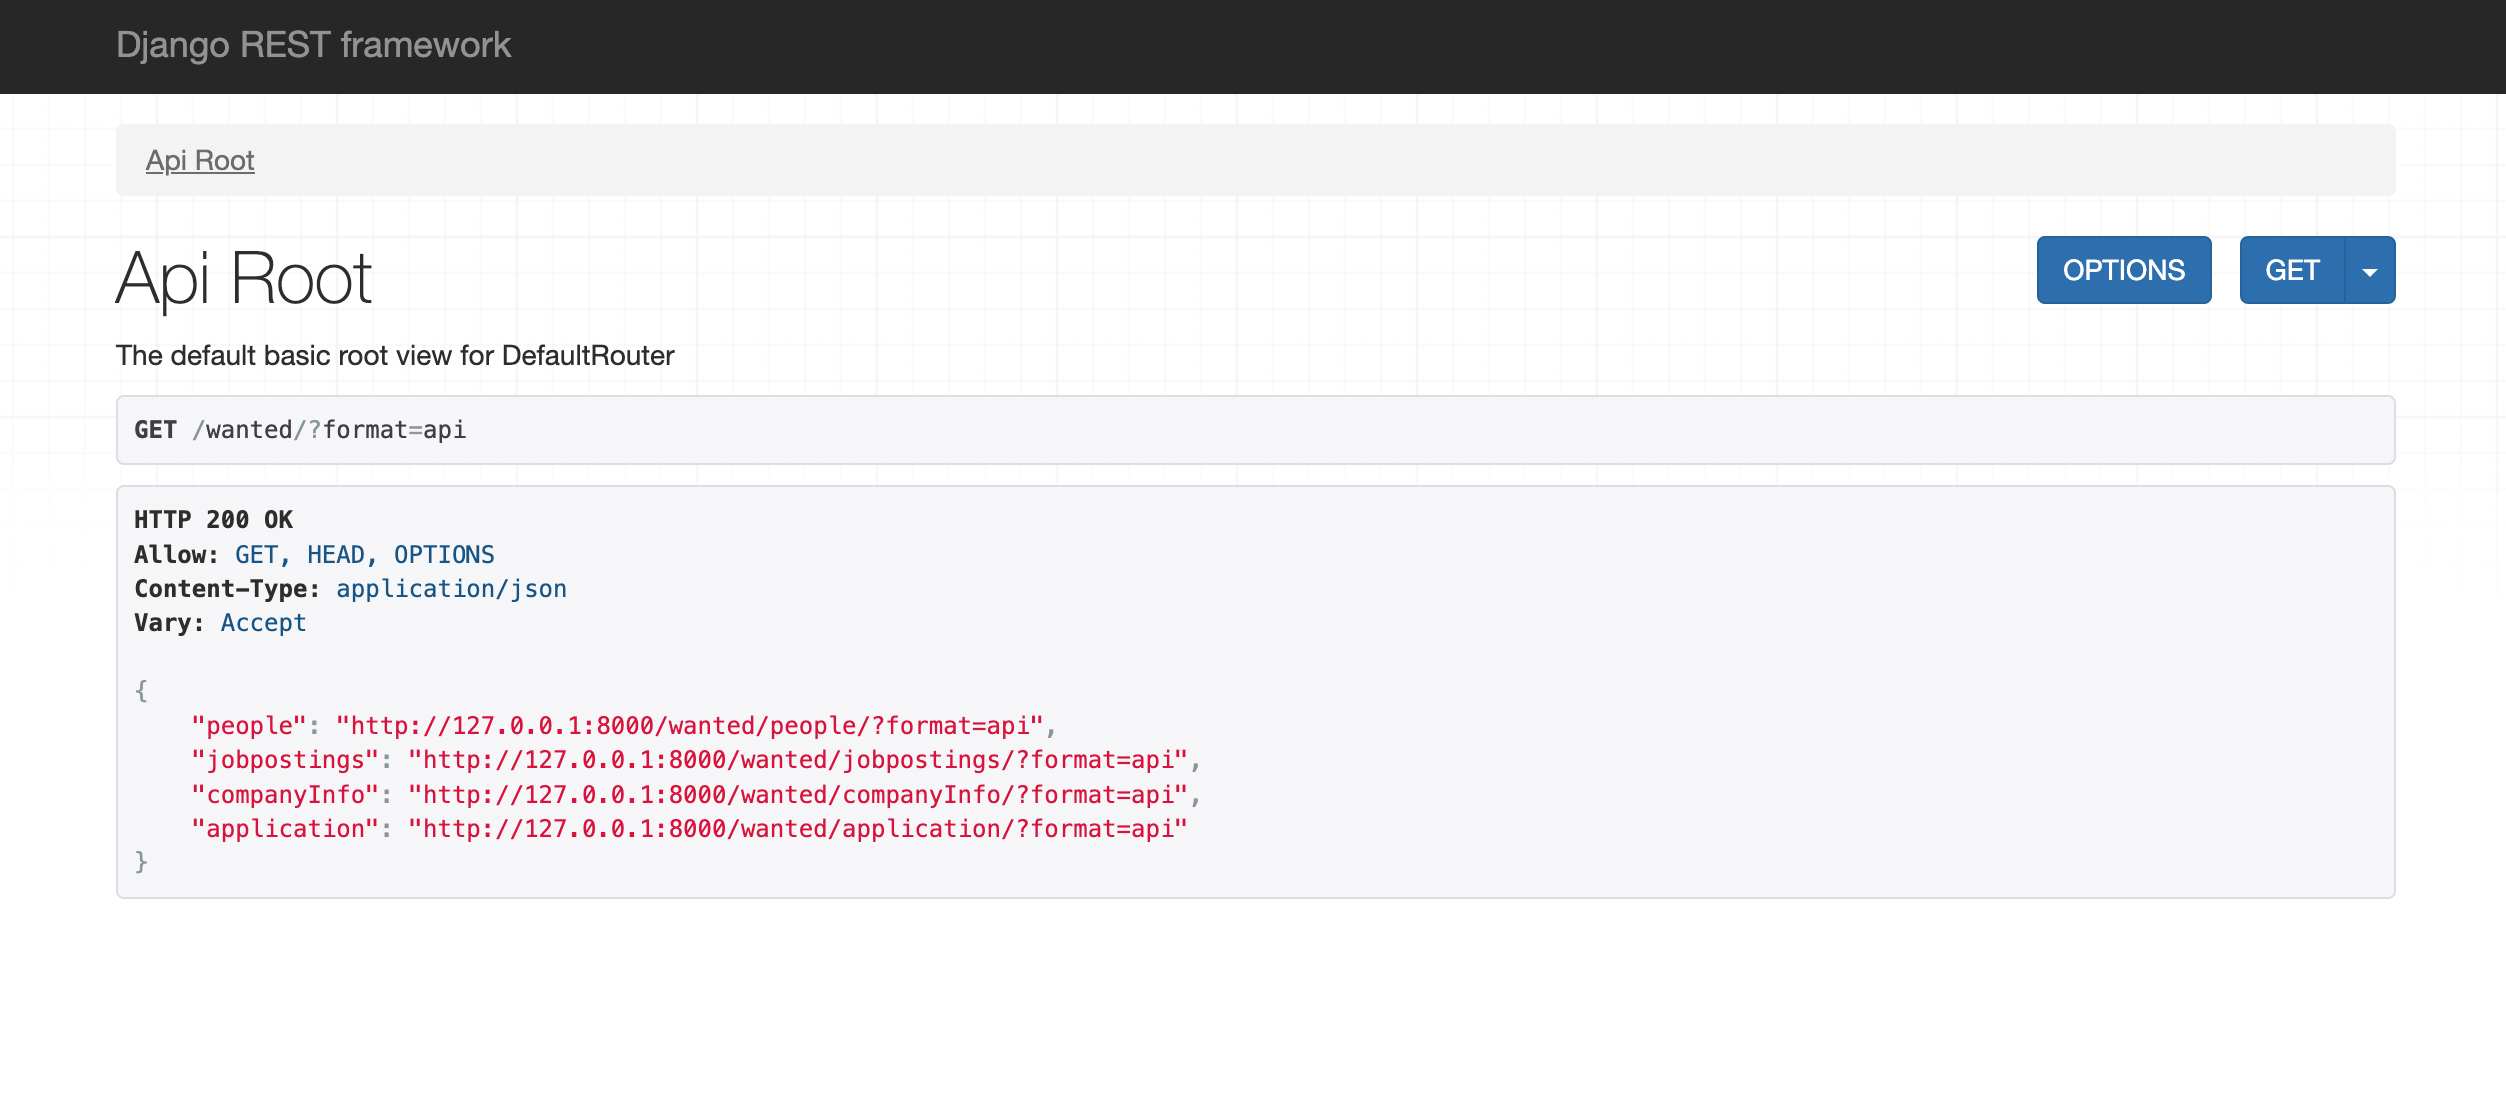 Django REST framework
Api Root
Api Root
OPTIONS
GET
The default basic root view for DefaultRouter
GET /wanted/?format=api
HTTP 200 OK
Allow: GET, HEAD, OPTIONS
Content-Type: application/json
Vary: Accept
{
    "people": "http://127.0.0.1:8000/wanted/people/?format=api",
    "jobpostings": "http://127.0.0.1:8000/wanted/jobpostings/?format=api",
    "companyInfo": "http://127.0.0.1:8000/wanted/companyInfo/?format=api",
    "application": "http://127.0.0.1:8000/wanted/application/?format=api"
}